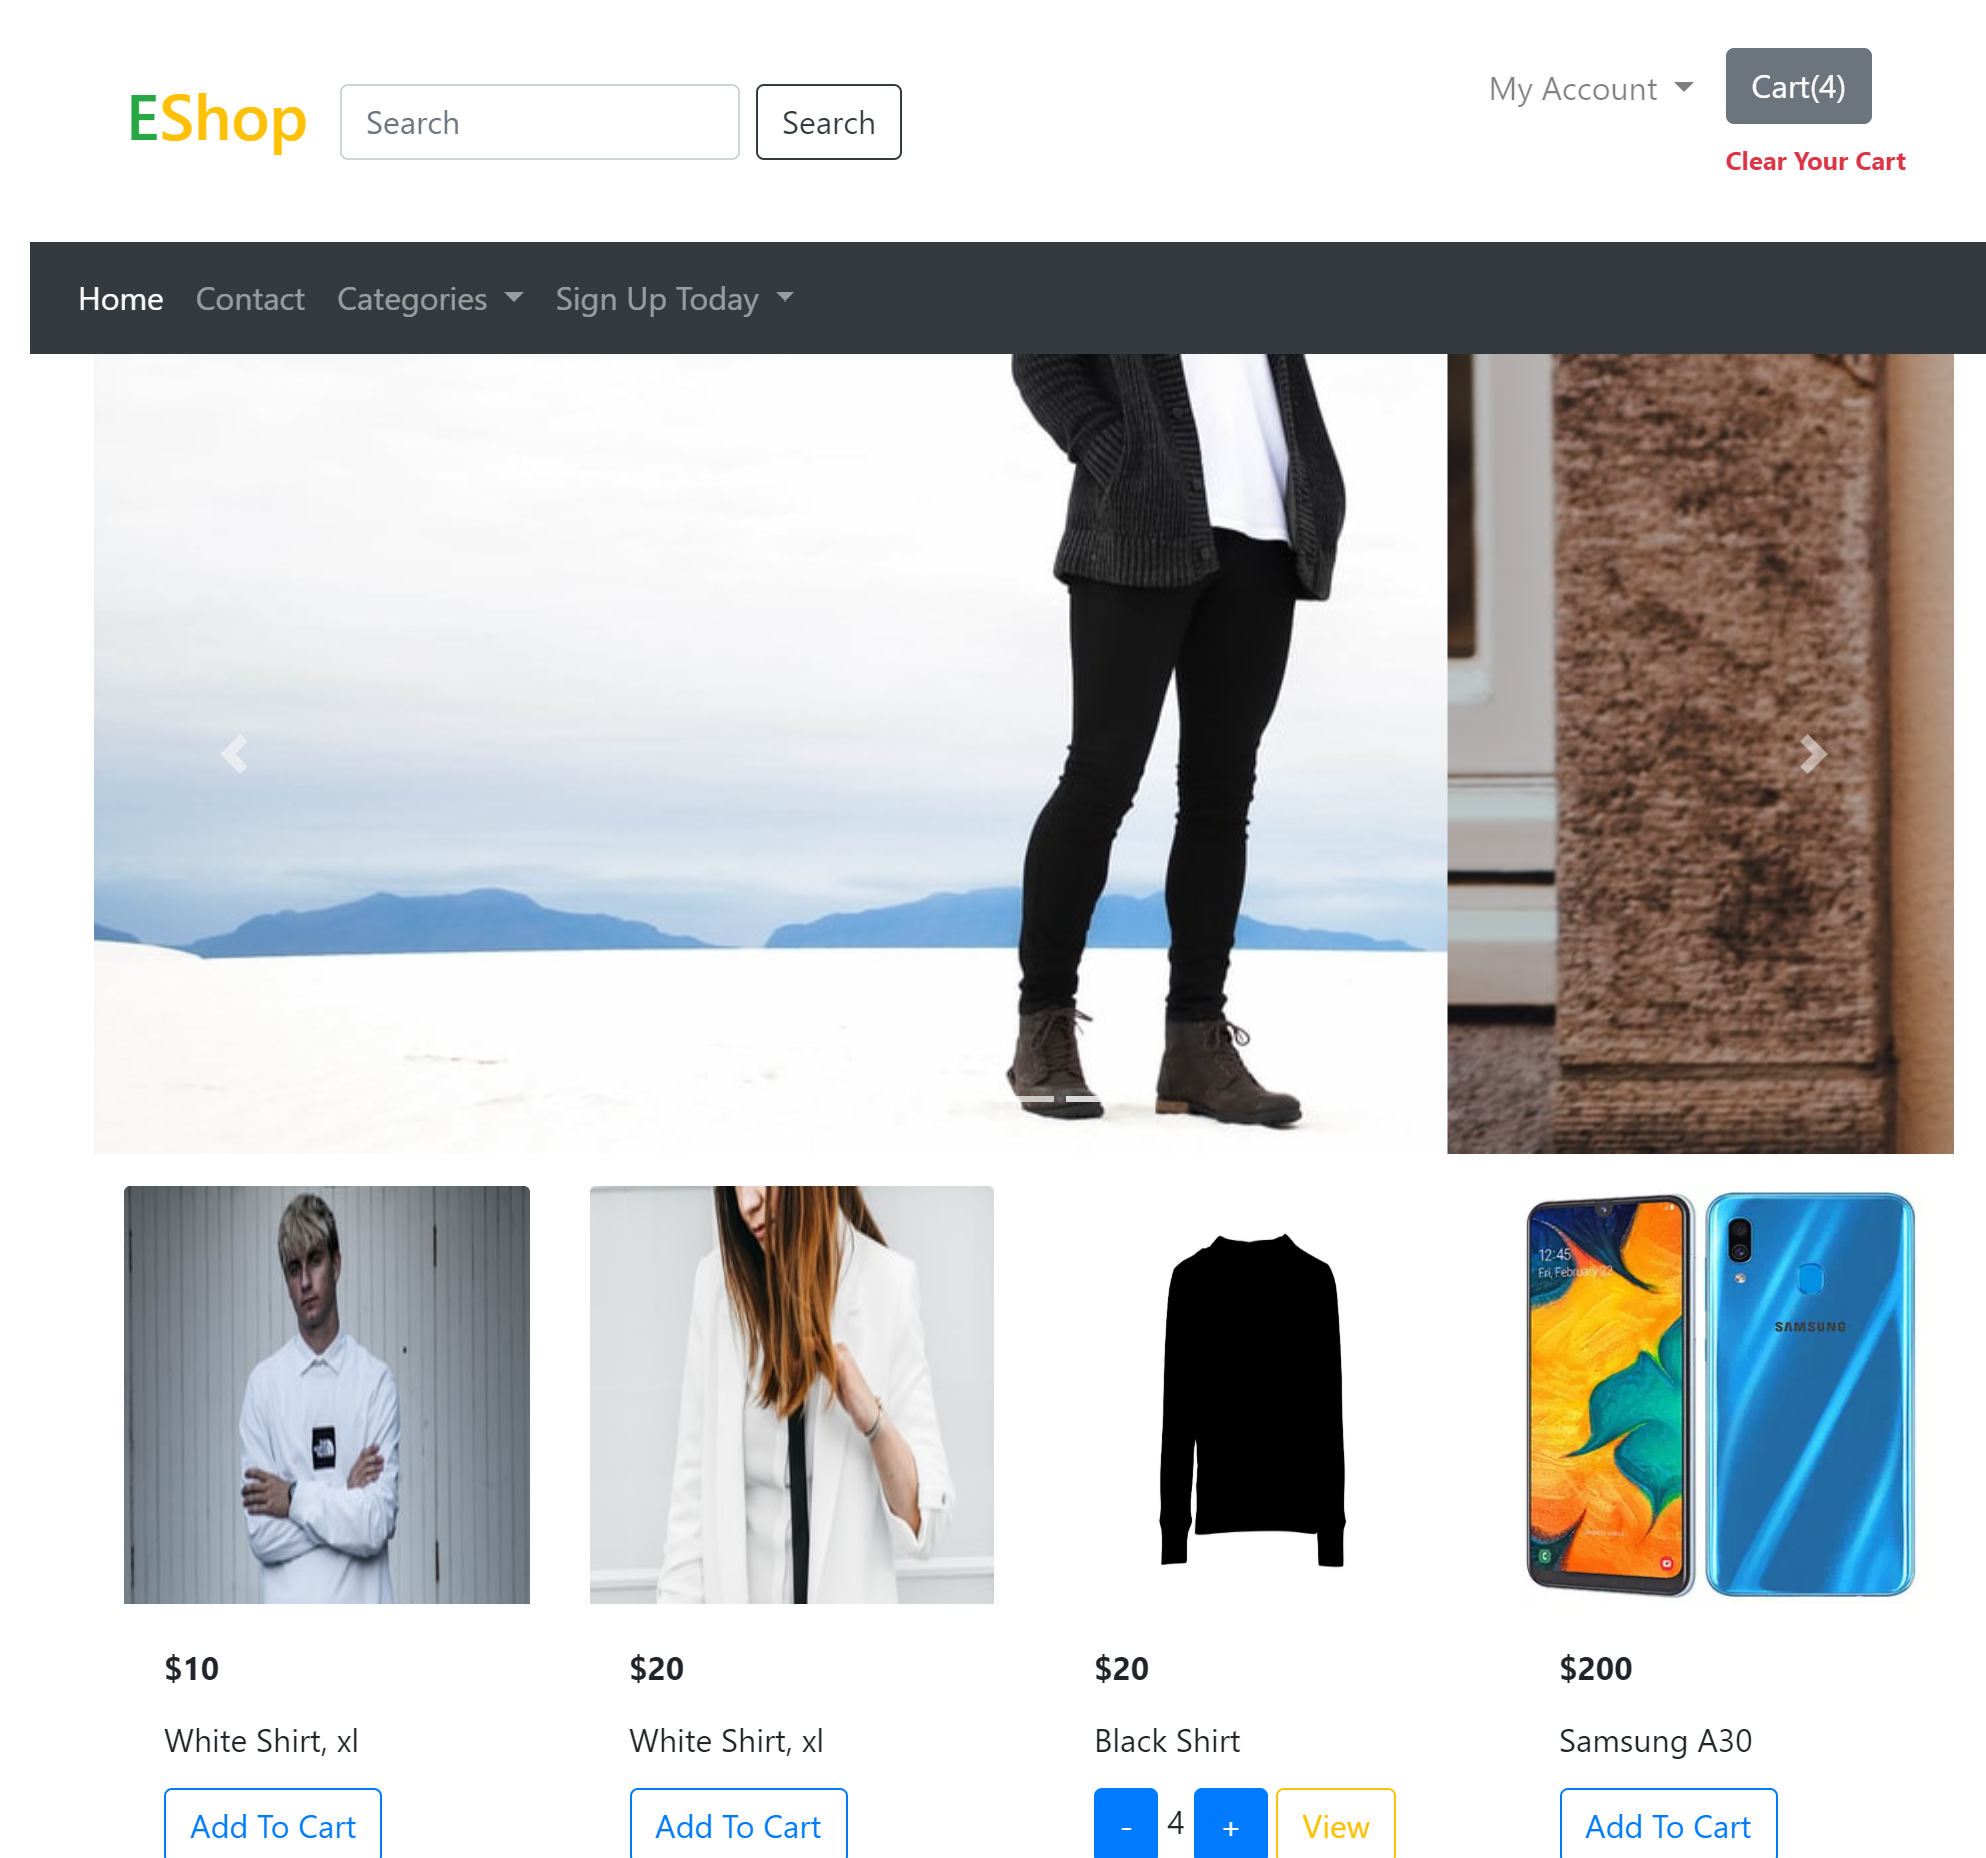 EShop
Search
Search
My Account
Cart(4)
Clear Your Cart
Home
Contact
Categories
Sign Up Today
12:45
Fri, February 22
SAMSUNG
$10
$20
$20
$200
White Shirt, xl
White Shirt, xl
Black Shirt
Samsung A30
Add To Cart
Add To Cart
-
4
+
View
Add To Cart